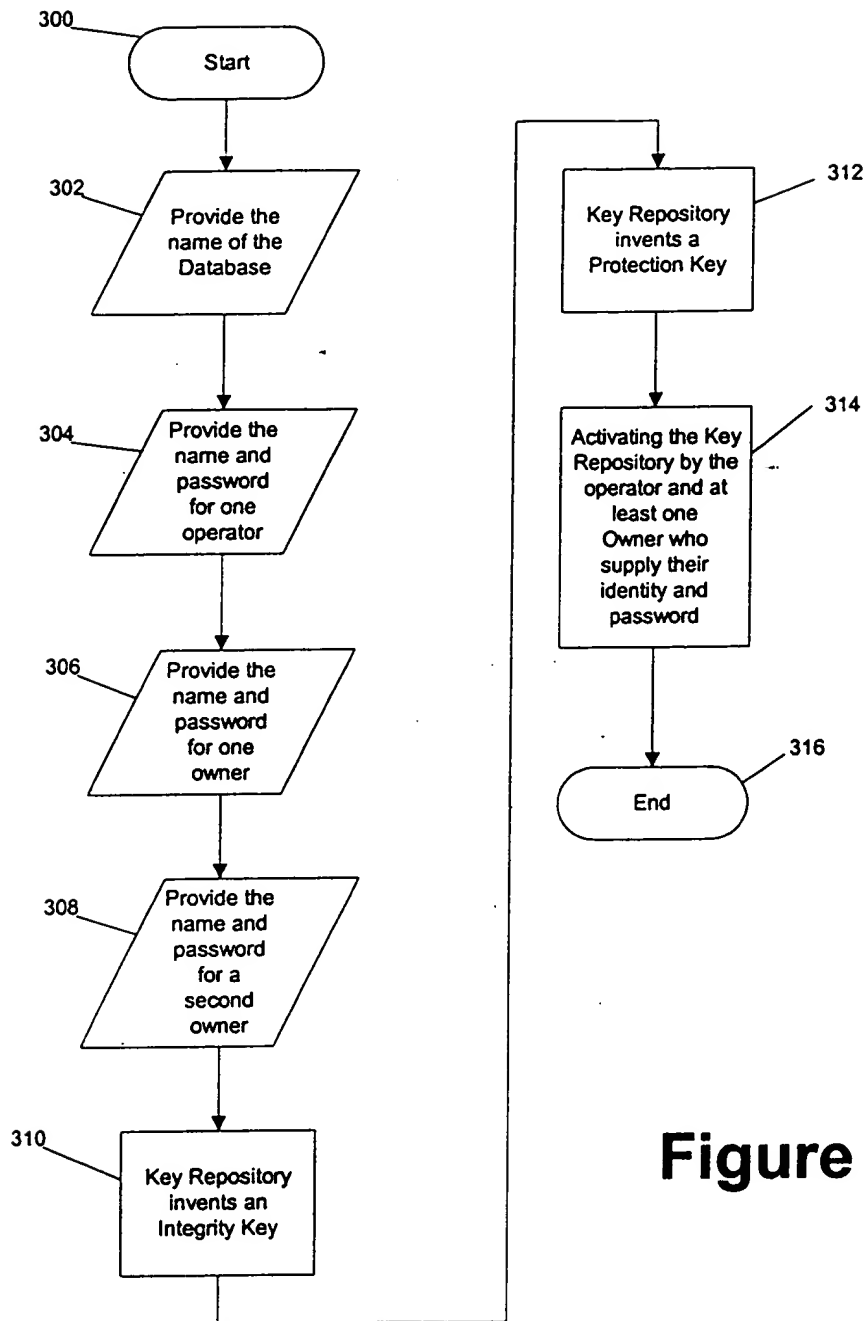 300
Start
302
Provide the
name of the
Database
304
Provide the
name and
password
for one
operator
306
Provide the
name and
password
for one
owner
308
Provide the
name and
password
for a
second
owner
310
Key Repository
invents an
Integrity Key
312
Key Repository
invents a
Protection Key
314
Activating the Key
Repository by the
operator and at
least one
Owner who
supply their
identity and
password
316
End
Figure